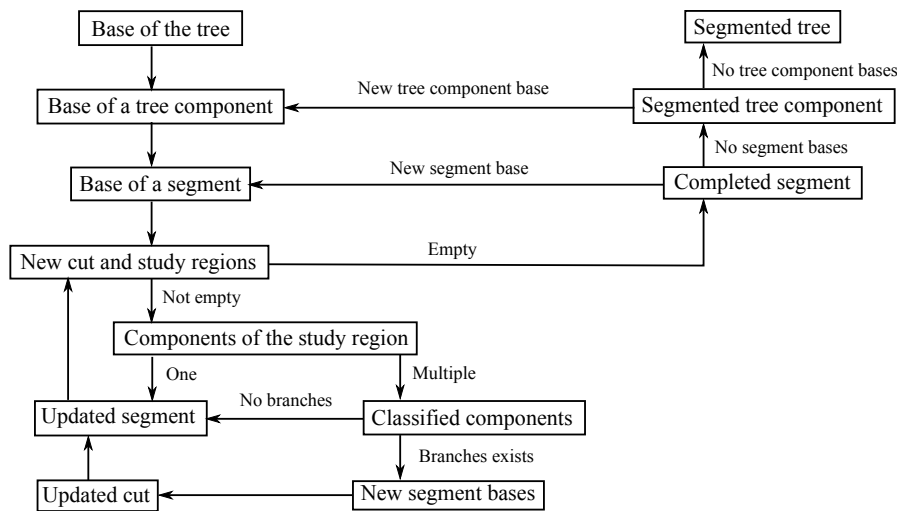 Base of the tree
Segmented tree
No tree component bases
New tree component base
Base of a tree component
Segmented tree component
No segment bases
New segment base
Base of a segment
Completed segment
Empty
New cut and study regions
Not empty
Components of the study region
One
Multiple
No branches
Updated segment
Classified components
Branches exists
Updated cut
New segment bases